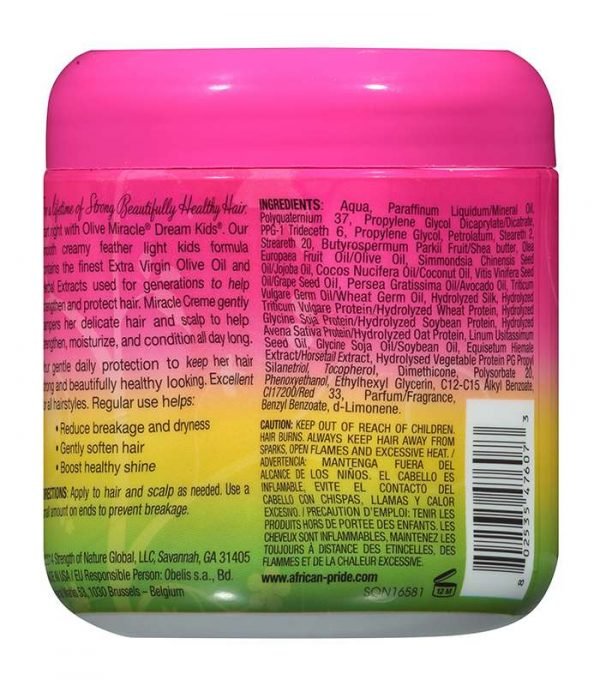 a Lifetime of Strong Beautifully Healthy Hair.
right with Olive Miracle® Dream Kids®. Our
creamy feather light kids formula
the finest Extra Virgin Olive Oil and
Extracts used for generations to help
and protect hair. Miracle Creme gently
her delicate hair and scalp to help
moisturize, and condition all day long.
gentle daily protection to keep her hair
and beautifully healthy looking. Excellent
all hairstyles. Regular use helps:
• Reduce breakage and dryness
• Gently soften hair
• Boost healthy shine
Apply to hair and scalp as needed. Use a
amount on ends to prevent breakage.
Strength of Nature Global, LLC, Savannah, GA 31405
IN USA / EU Responsible Person: Obelis s.a., Bd.
53, 1030 Brussels – Belgium
INGREDIENTS: Aqua, Paraffinum Liquidum/Mineral Oil,
Polyquaternium 37, Propylene Glycol Dicaprylate/Dicatrate,
PPG-1 Trideceth 6, Propylene Glycol, Petrolatum, Steareth 2,
Steareth 20, Butyrospermum Parkii Fruit/Shea butter, Olea
Europaea Fruit Oil/Olive Oil, Simmondsia Chinensis Seed
Oil/Jojoba Oil, Cocos Nucifera Oil/Coconut Oil, Vitis Vinifera Seed
Oil/Grape Seed Oil, Persea Gratissima Oil/Avocado Oil, Triticum
Vulgare Germ Oil/Wheat Germ Oil, Hydrolyzed Silk, Hydrolyzed
Triticum Vulgare Protein/Hydrolyzed Wheat Protein, Hydrolyzed
Glycine Soja Protein/Hydrolyzed Soybean Protein, Hydrolyzed
Avena Sativa Protein/Hydrolyzed Oat Protein, Linum Usitatissimun
Seed Oil, Glycine Soja Oil/Soybean Oil, Equisetum Hiemale
Extract/Horsetail Extract, Hydrolysed Vegetable Protein PG Propyl
Silanetriol, Tocopherol, Dimethicone, Polysorbate 20,
Phenoxyethanol, Ethylhexyl Glycerin, C12-C15 Alkyl Benzoate,
CI17200/Red 33, Parfum/Fragrance,
Benzyl Benzoate, d-Limonene.
CAUTION: KEEP OUT OF REACH OF CHILDREN.
HAIR BURNS. ALWAYS KEEP HAIR AWAY FROM
SPARKS, OPEN FLAMES AND EXCESSIVE HEAT. /
ADVERTENCIA: MANTENGA FUERA DEL
ALCANCE DE LOS NIÑOS. EL CABELLO ES
INFLAMABLE, EVITE EL CONTACTO DEL
CABELLO CON CHISPAS, LLAMAS Y CALOR
EXCESIVO. / PRECAUTION D'EMPLOI: TENIR LES
PRODUITS HORS DE PORTEE DES ENFANTS. LES
CHEVEUX SONT INFLAMMABLES, MAINTENEZ LES
TOUJOURS À DISTANCE DES ETINCELLES, DES
FLAMMES ET DE LA CHALEUR EXCESSIVE.
www.african-pride.com
SON16581
12 M
8 02535 47607 3